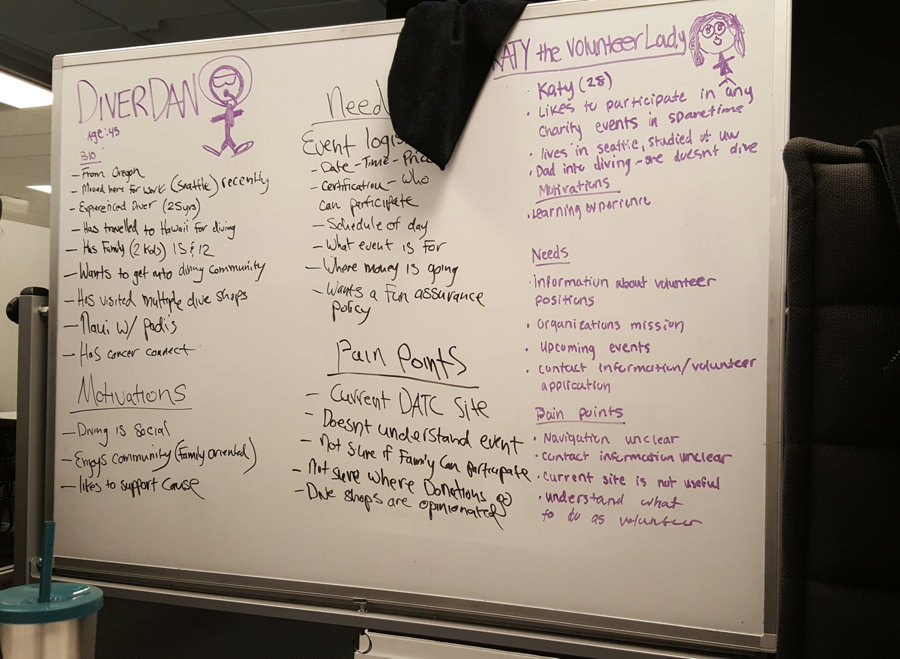 DIVER DAN
Age: 45
BIO
- From Oregon
- Moved here for work (Seattle) recently
- Experienced Diver (25yrs)
- Has travelled to Hawaii for diving
- Has Family (2 kids) 15 & 12
- Wants to get into diving community
- Has visited multiple dive shops
- Naui w/ Padis
- Has cancer connect
Motivations
- Diving is social
- Enjoys community (family oriented)
- likes to support cause
Need
Event logis
- Date - Time - Price
- Certification - Who
can participate
- Schedule of day
- What event is for
- Where money is going
- Wants a Fun assurance
policy
Pain Points
- Current DATC Site
- Doesnt understand event
- Not sure if Family Can participate
- Not sure where Donations go
- Dive shops are opinionated
KATY the Volunteer Lady
· Katy (28)
· Likes to participate in any
charity events in sparetime
· lives in seattle, studied at UW
· Dad into diving - she doesnt dive
Motivations
· Learning experience
Needs
· Information about volunteer
positions
· organizations mission
· upcoming events
· contact information/volunteer
application
Pain points
· Navigation unclear
· contact information unclear
· current site is not useful
· understand what
to do as volunteer